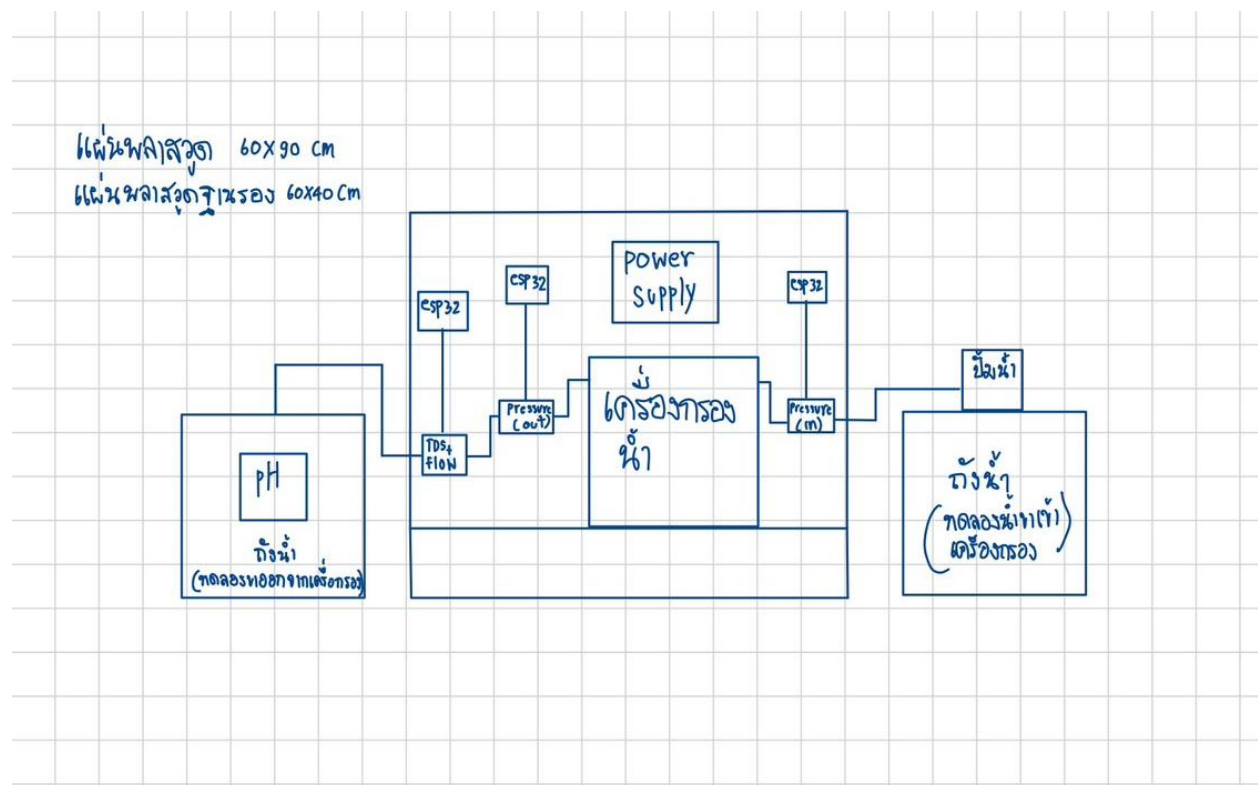 แผ่นพลาสวูด 60X90 cm
แผ่นพลาสวูดฐานรอง 60X40 cm
esp32
esp32
power
supply
esp32
ปั๊มน้ำ
เครื่องกรอง
น้ำ
Pressure
(out)
Pressure
(in)
TDS+
flow
pH
ถังน้ำ
(ทดลองขาออกจากเครื่อกรอง)
ถังน้ำ
(ทดลองน้ำขาเข้า
เครื่องกรอง)